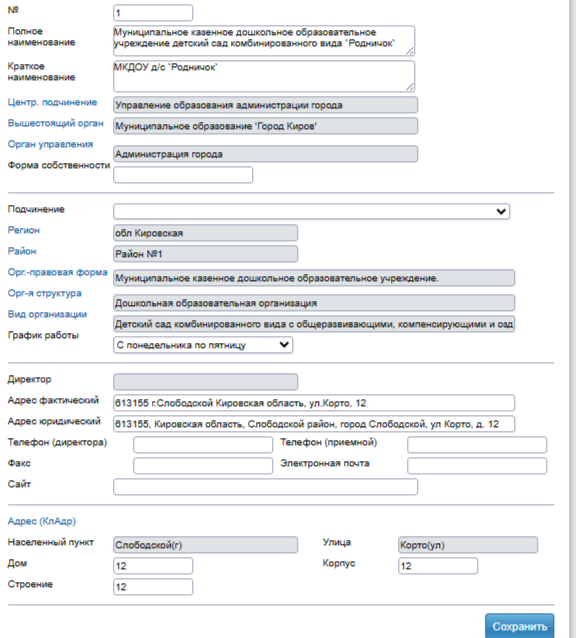 № 1
Полное наименование Муниципальное казенное дошкольное образовательное
учреждение детский сад комбинированного вида `Родничок`
Краткое наименование МКДОУ д/с `Родничок`
Центр. подчинение Управление образования администрации города
Вышестоящий орган Муниципальное образование 'Город Киров'
Орган управления Администрация города
Форма собственности
Подчинение
Регион обл Кировская
Район Район №1
Орг.-правовая форма Муниципальное казенное дошкольное образовательное учреждение.
Орг-я структура Дошкольная образовательная организация
Вид организации Детский сад комбинированного вида с общеразвивающими, компенсирующими и озд
График работы С понедельника по пятницу
Директор
Адрес фактический 613155 г.Слободской Кировская область, ул.Корто, 12
Адрес юридический 613155, Кировская область, Слободской район, город Слободской, ул Корто, д. 12
Телефон (директора) Телефон (приемной)
Факс Электронная почта
Сайт
Адрес (КлАдр)
Населенный пункт Слободской(г) Улица Корто(ул)
Дом 12 Корпус 12
Строение 12
Сохранить